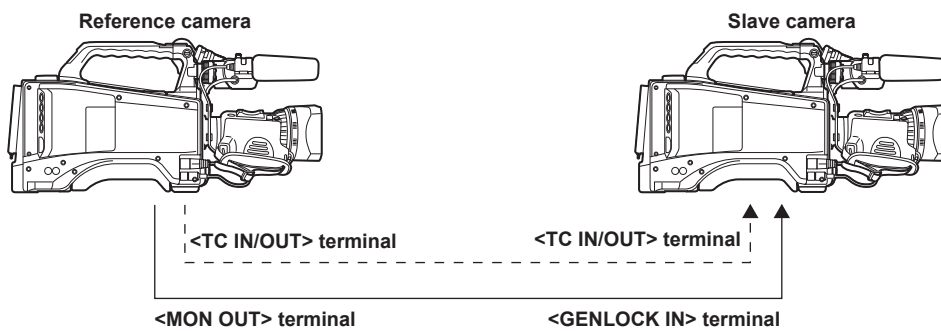 Reference camera
Slave camera
<TC IN/OUT> terminal
<TC IN/OUT> terminal
<MON OUT> terminal
<GENLOCK IN> terminal